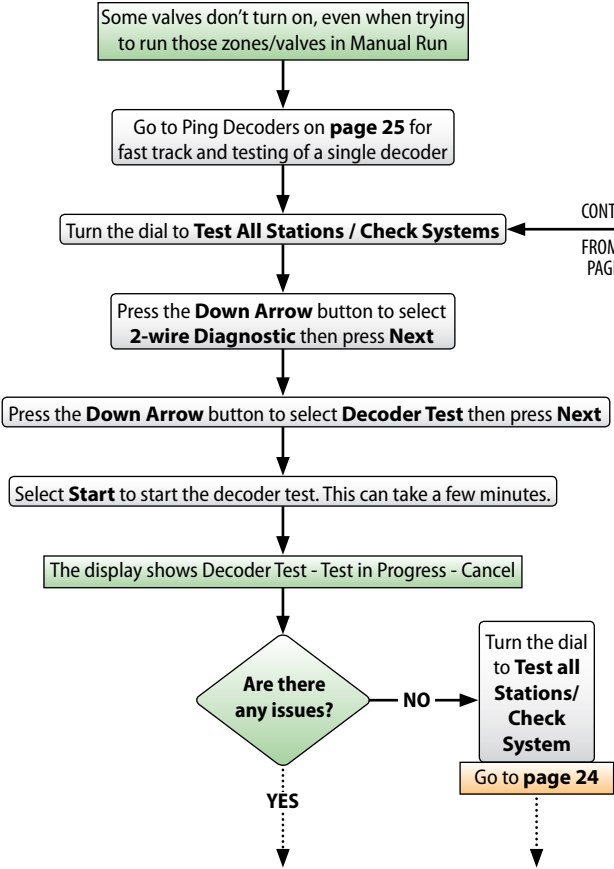 Some valves don't turn on, even when trying
to run those zones/valves in Manual Run
Go to Ping Decoders on page 25 for
fast track and testing of a single decoder
Turn the dial to Test All Stations / Check Systems
Press the Down Arrow button to select
2-wire Diagnostic then press Next
Press the Down Arrow button to select Decoder Test then press Next
Select Start to start the decoder test. This can take a few minutes.
The display shows Decoder Test - Test in Progress - Cancel
Are there
any issues?
NO
Turn the dial
to Test all
Stations/
Check
System
Go to page 24
YES